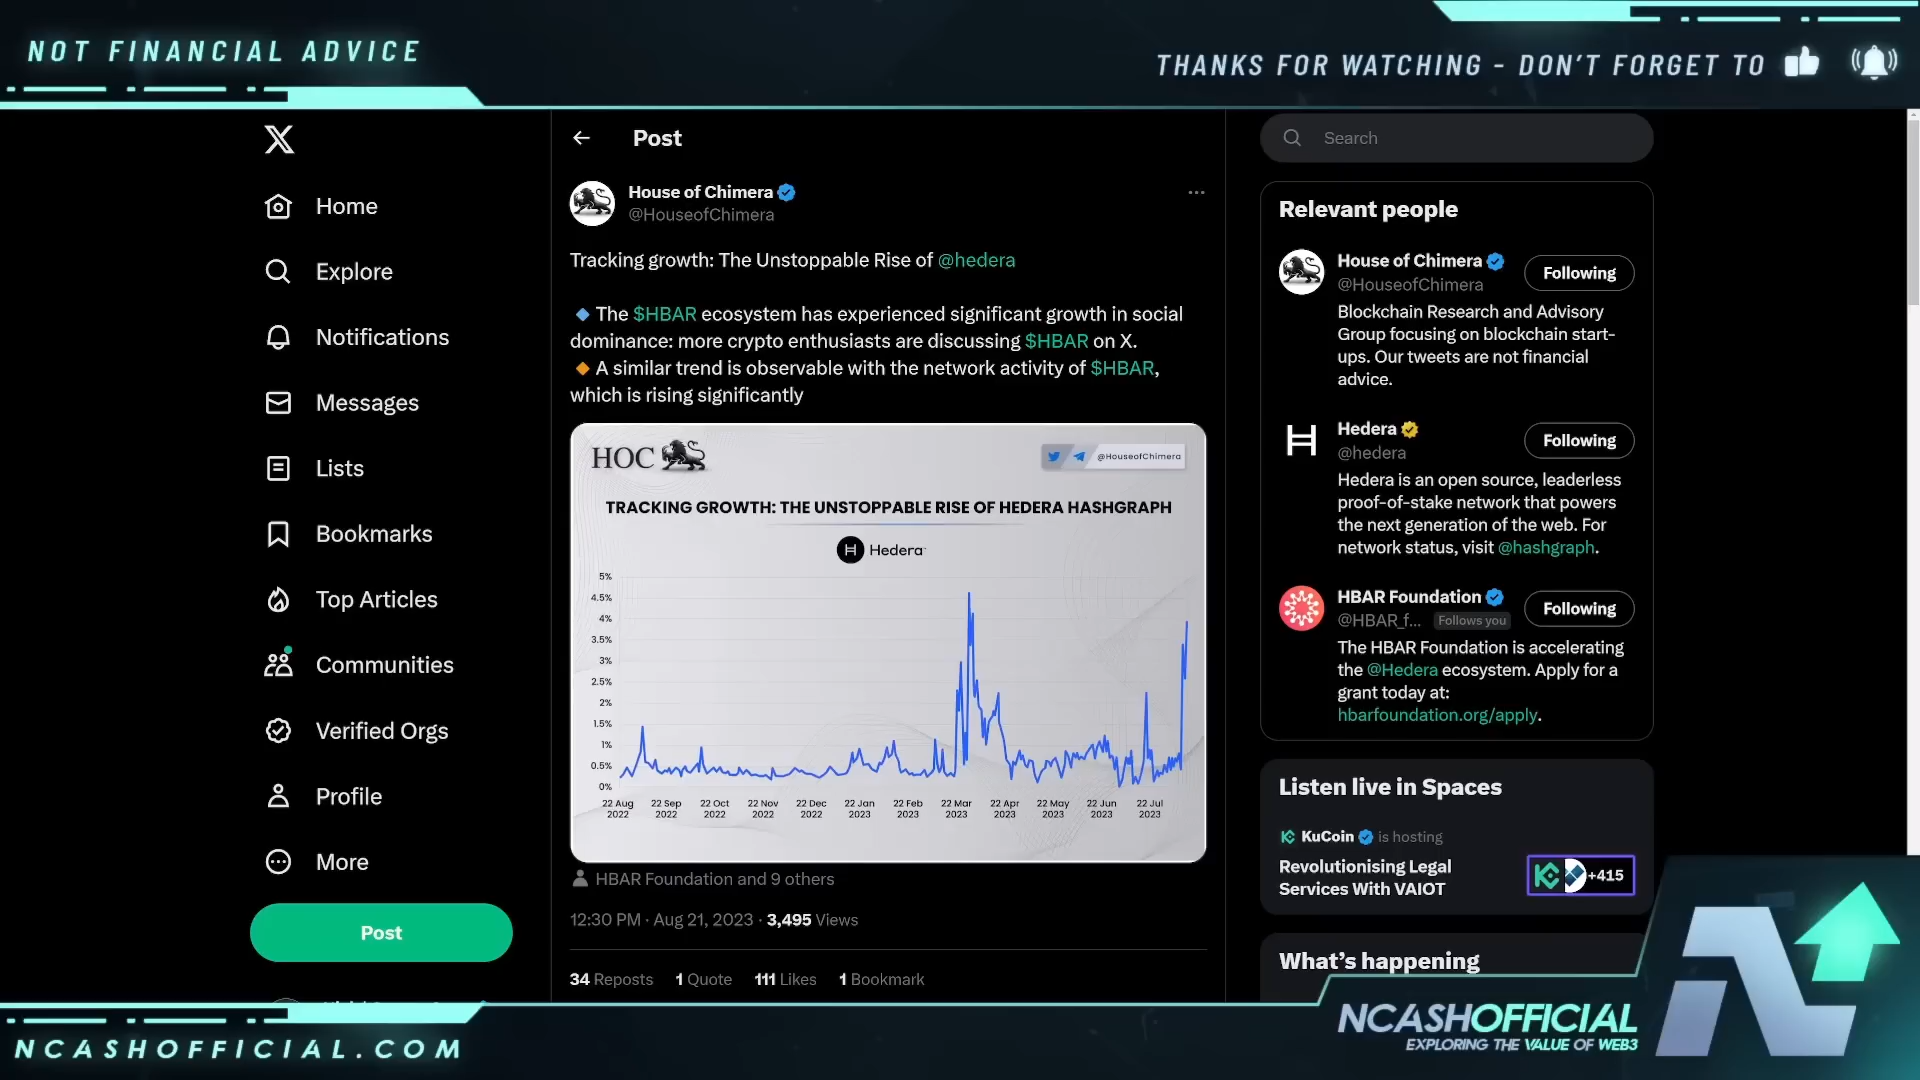 NOT FINANCIAL ADVICE
THANKS FOR WATCHING - DON'T FORGET TO
Home
Explore
Notifications
Messages
Lists
Bookmarks
Top Articles
Communities
Verified Orgs
Profile
More
Post
Post
House of Chimera
@HouseofChimera
Tracking growth: The Unstoppable Rise of @hedera
The $HBAR ecosystem has experienced significant growth in social
dominance: more crypto enthusiasts are discussing $HBAR on X.
A similar trend is observable with the network activity of $HBAR,
which is rising significantly
HOC
@HouseofChimera
TRACKING GROWTH: THE UNSTOPPABLE RISE OF HEDERA HASHGRAPH
Hedera
5%
4.5%
4%
3.5%
3%
2.5%
2%
1.5%
1%
0.5%
0%
22 Aug 22 Sep 22 Oct 22 Nov 22 Dec 22 Jan 22 Feb 22 Mar 22 Apr 22 May 22 Jun 22 Jul
2022 2022 2022 2022 2022 2023 2023 2023 2023 2023 2023 2023
HBAR Foundation and 9 others
12:30 PM · Aug 21, 2023 · 3,495 Views
34 Reposts 1 Quote 111 Likes 1 Bookmark
Search
Relevant people
House of Chimera
@HouseofChimera
Following
Blockchain Research and Advisory
Group focusing on blockchain start-
ups. Our tweets are not financial
advice.
Hedera
@hedera
Following
Hedera is an open source, leaderless
proof-of-stake network that powers
the next generation of the web. For
network status, visit @hashgraph.
HBAR Foundation
@HBAR_f... Follows you
Following
The HBAR Foundation is accelerating
the @Hedera ecosystem. Apply for a
grant today at:
hbarfoundation.org/apply.
Listen live in Spaces
KuCoin is hosting
Revolutionising Legal
Services With VAIOT
+415
What's happening
NCASHOFFICIAL
EXPLORING THE VALUE OF WEB3
NCASHOFFICIAL.COM